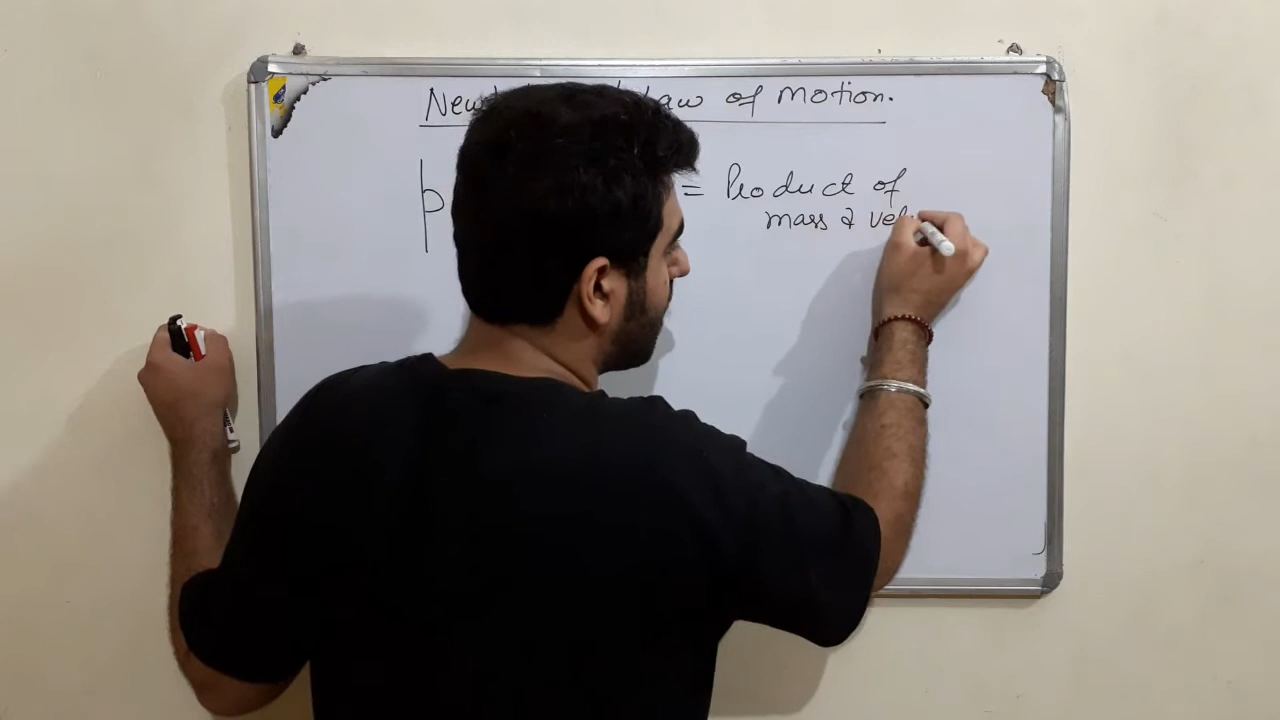 New Law of Motion.
p = Product of
mass & vel